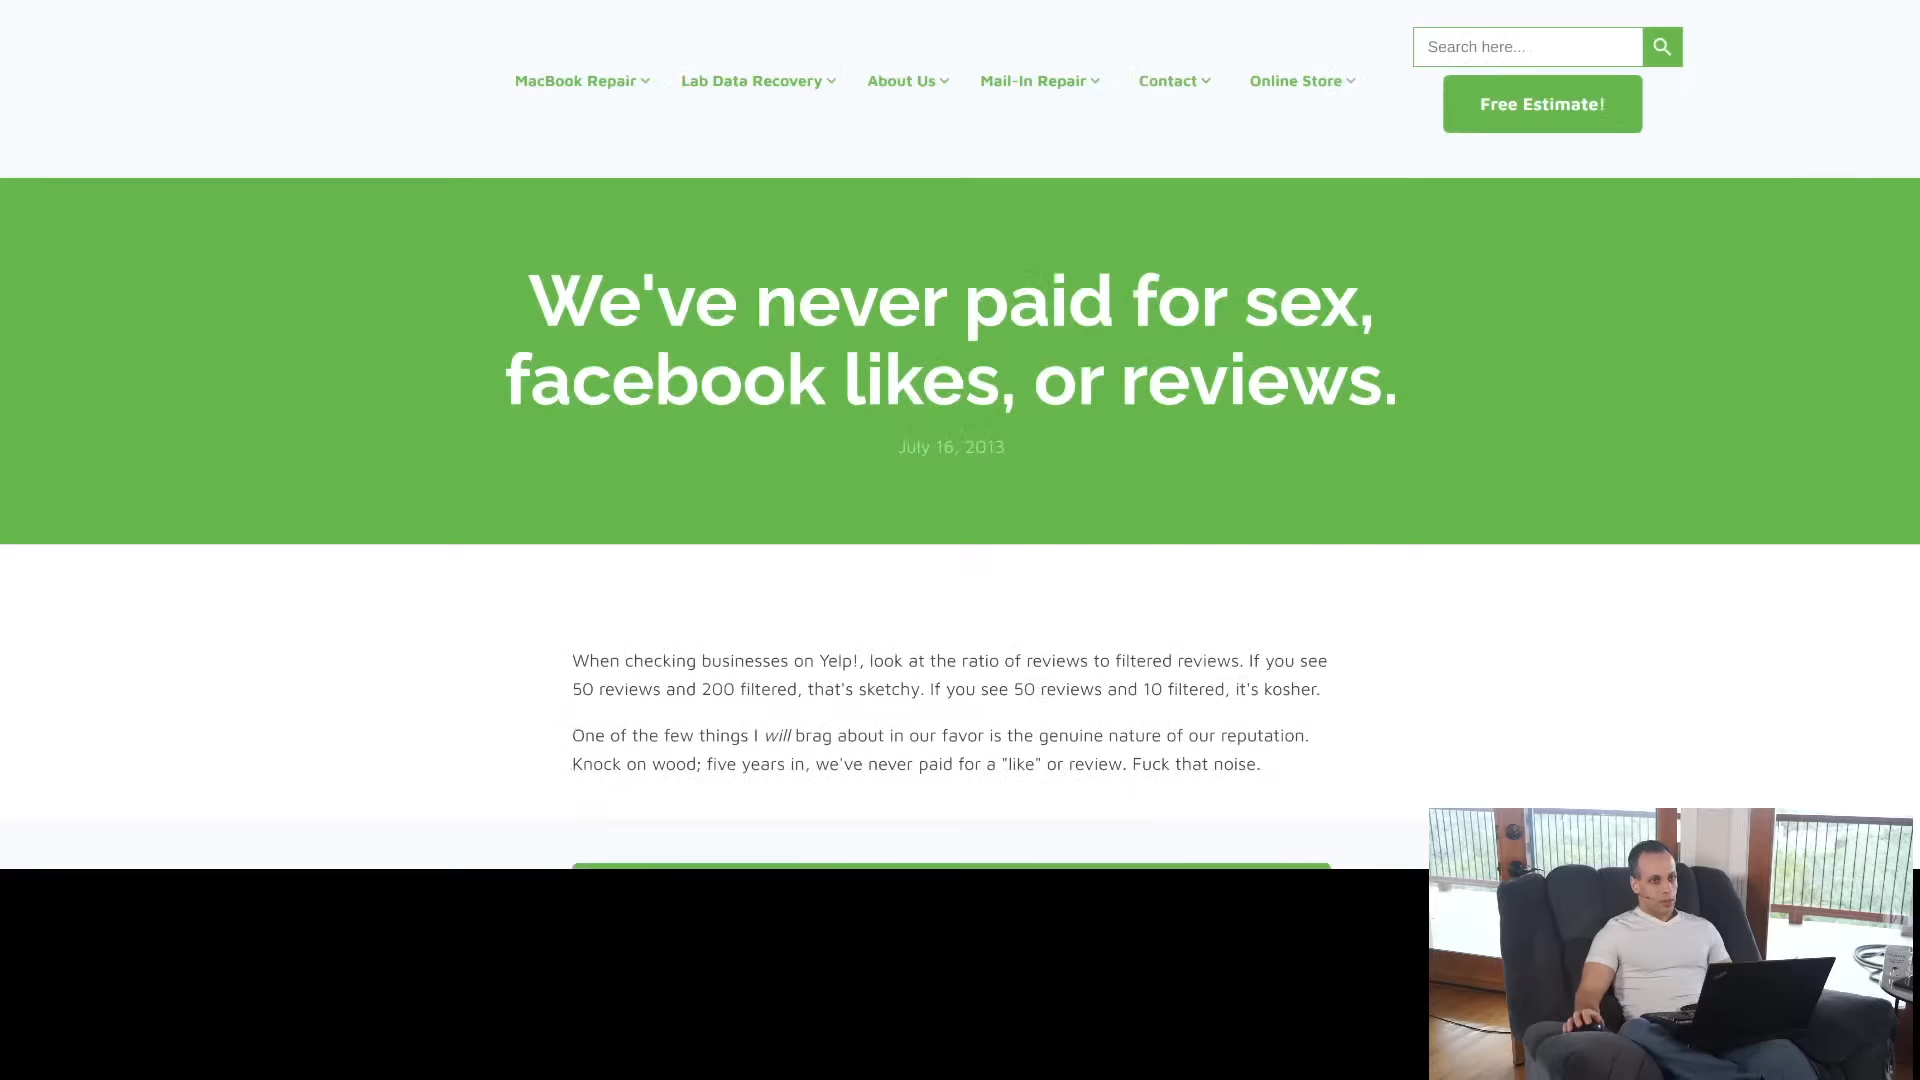 Search here...
MacBook Repair
Lab Data Recovery
About Us
Mail-In Repair
Contact
Online Store
Free Estimate!
We've never paid for sex,
facebook likes, or reviews.
July 16, 2013
When checking businesses on Yelp!, look at the ratio of reviews to filtered reviews. If you see
50 reviews and 200 filtered, that's sketchy. If you see 50 reviews and 10 filtered, it's kosher.
One of the few things I will brag about in our favor is the genuine nature of our reputation.
Knock on wood; five years in, we've never paid for a "like" or review. Fuck that noise.